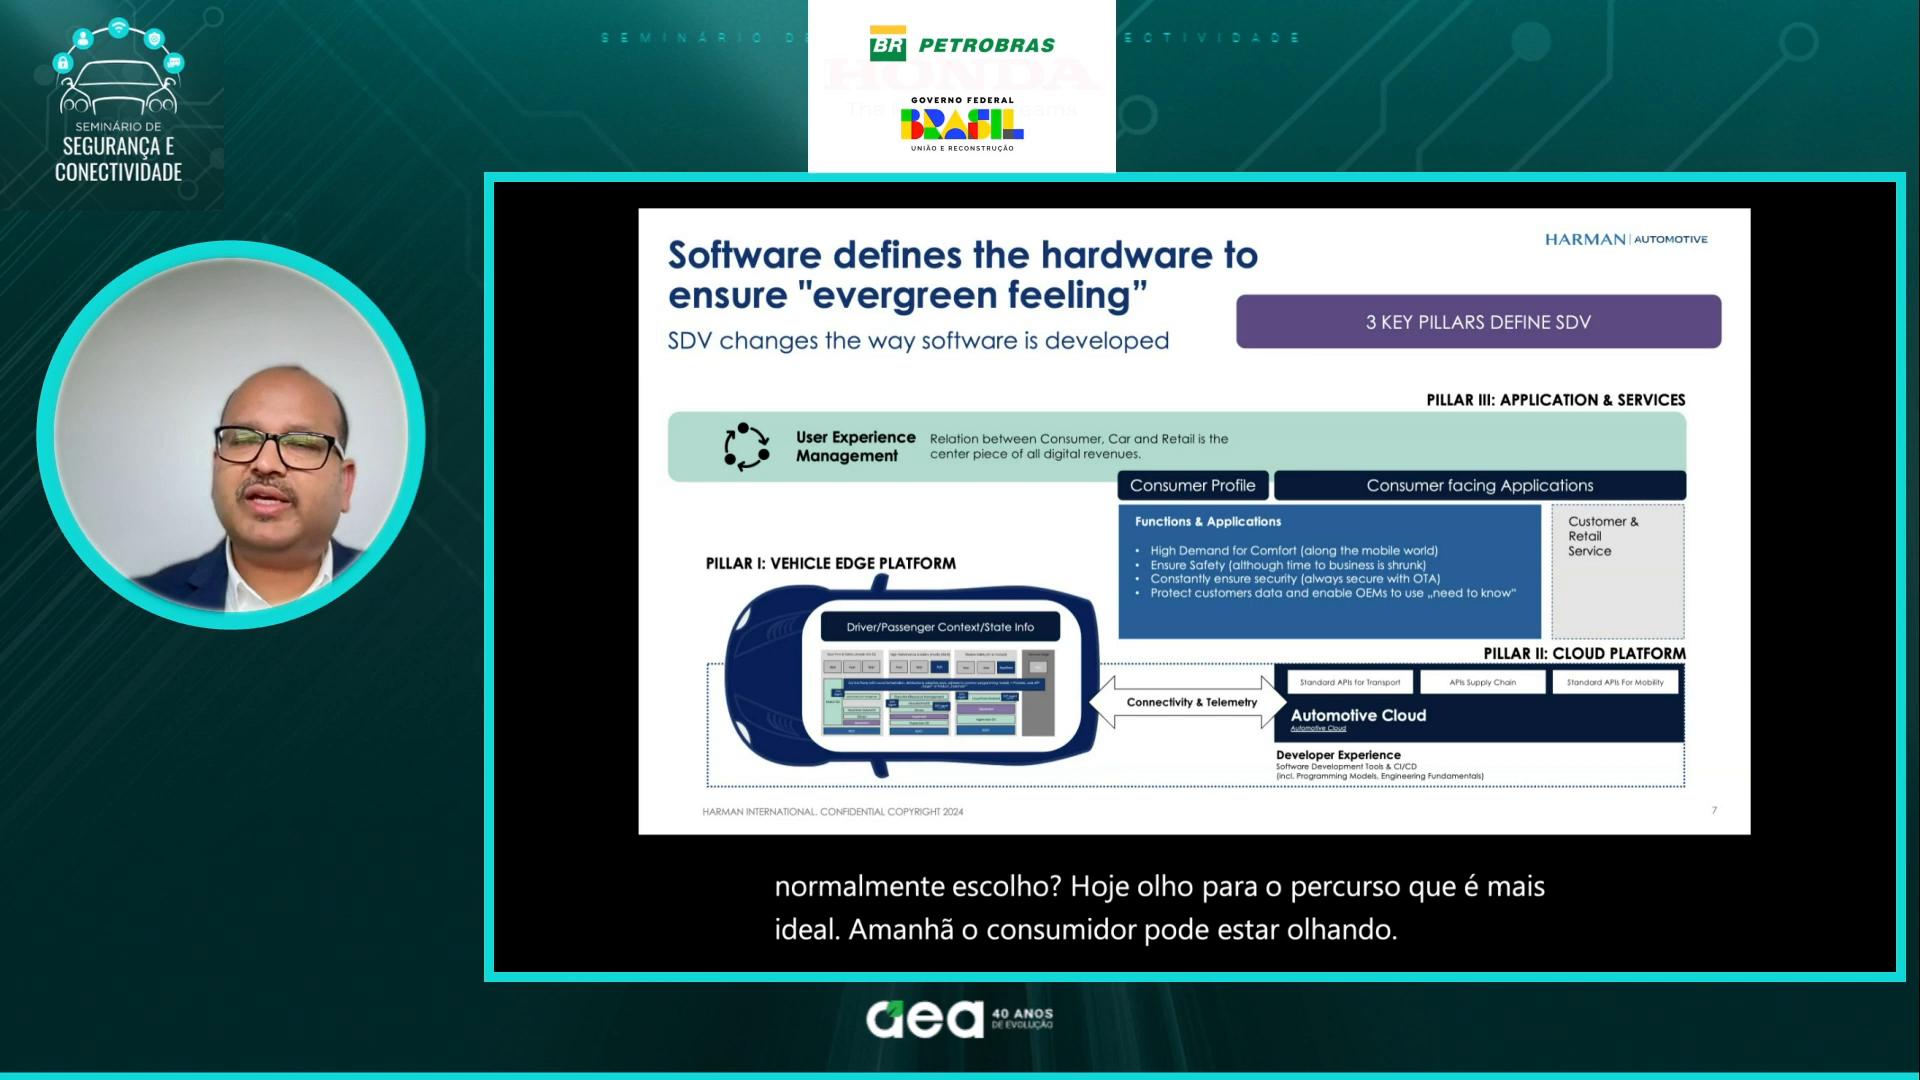 SEMINÁRIO DE
SEGURANÇA E
CONECTIVIDADE
SEMINÁRIO DE
ECTIVIDADE
BR PETROBRAS
HONDA
GOVERNO FEDERAL
BRASIL
UNIÃO E RECONSTRUÇÃO
Software defines the hardware to
ensure "evergreen feeling”
SDV changes the way software is developed
HARMAN | AUTOMOTIVE
3 KEY PILLARS DEFINE SDV
PILLAR III: APPLICATION & SERVICES
User Experience
Management
Relation between Consumer, Car and Retail is the
center piece of all digital revenues.
Consumer Profile
Consumer facing Applications
Functions & Applications
• High Demand for Comfort (along the mobile world)
• Ensure Safety (although time to business is shrunk)
• Constantly ensure security (always secure with OTA)
• Protect customers data and enable OEMs to use „need to know"
Customer &
Retail
Service
PILLAR I: VEHICLE EDGE PLATFORM
Driver/Passenger Context/State Info
Connectivity & Telemetry
PILLAR II: CLOUD PLATFORM
Standard APIs for Transport
APIs Supply Chain
Standard APIs For Mobility
Automotive Cloud
Automotive Cloud
Developer Experience
Software Development Tools & CI/CD
(incl. Programming Models, Engineering Fundamentals)
HARMAN INTERNATIONAL. CONFIDENTIAL COPYRIGHT 2024
7
normalmente escolho? Hoje olho para o percurso que é mais
ideal. Amanhã o consumidor pode estar olhando.
aea 40 ANOS
DE EVOLUÇÃO